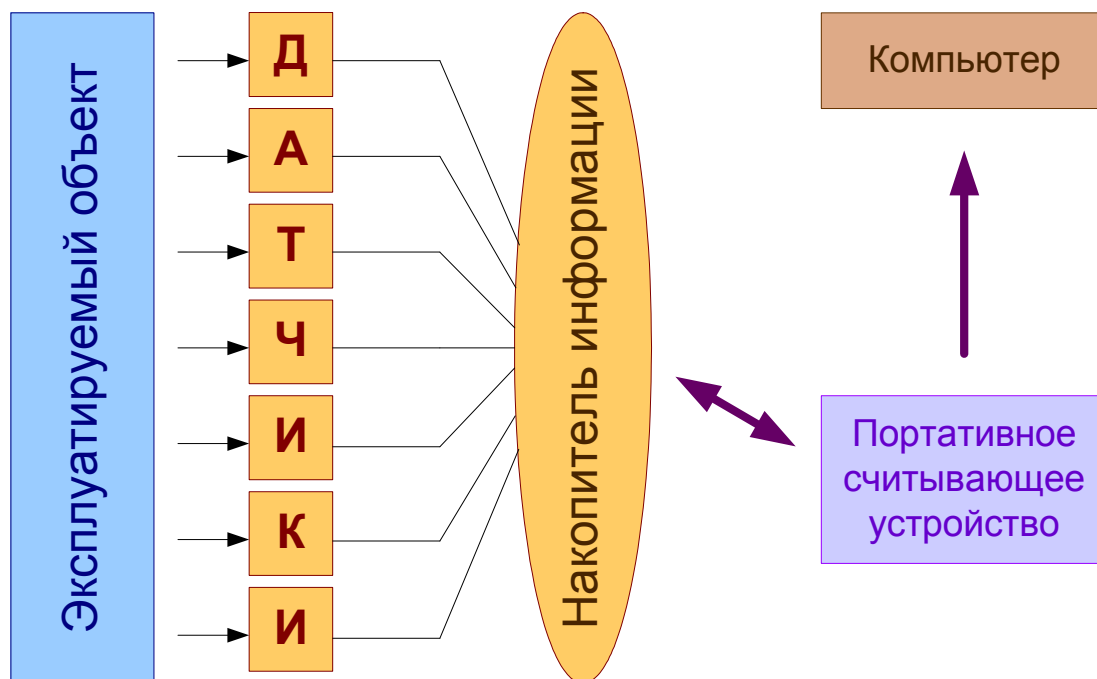 Эксплуатируемый объект
Д
А
Т
Ч
И
К
И
Накопитель информации
Компьютер
Портативное
считывающее
устройство